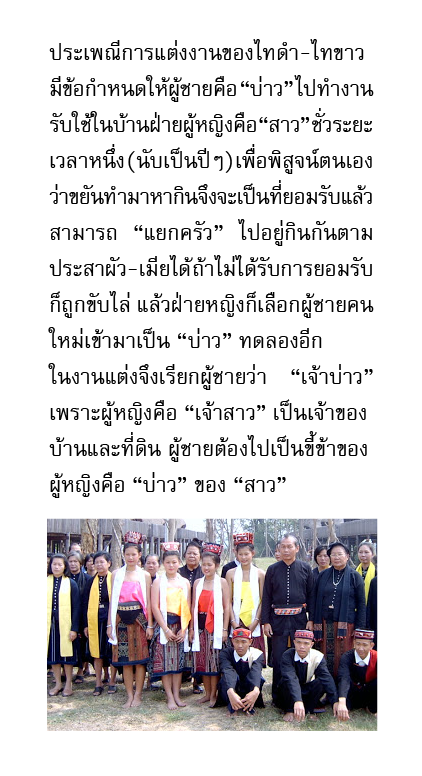 ประเพณีการแต่งงานของไทดำ-ไทขาว
มีข้อกำหนดให้ผู้ชายคือ“บ่าว”ไปทำงาน
รับใช้ในบ้านฝ่ายผู้หญิงคือ“สาว”ชั่วระยะ
เวลาหนึ่ง(นับเป็นปีๆ)เพื่อพิสูจน์ตนเอง
ว่าขยันทำมาหากินจึงจะเป็นที่ยอมรับแล้ว
สามารถ “แยกครัว” ไปอยู่กินกันตาม
ประสาผัว-เมียได้ถ้าไม่ได้รับการยอมรับ
ก็ถูกขับไล่ แล้วฝ่ายหญิงก็เลือกผู้ชายคน
ใหม่เข้ามาเป็น “บ่าว” ทดลองอีก
ในงานแต่งจึงเรียกผู้ชายว่า “เจ้าบ่าว”
เพราะผู้หญิงคือ “เจ้าสาว” เป็นเจ้าของ
บ้านและที่ดิน ผู้ชายต้องไปเป็นขี้ข้าของ
ผู้หญิงคือ “บ่าว” ของ “สาว”